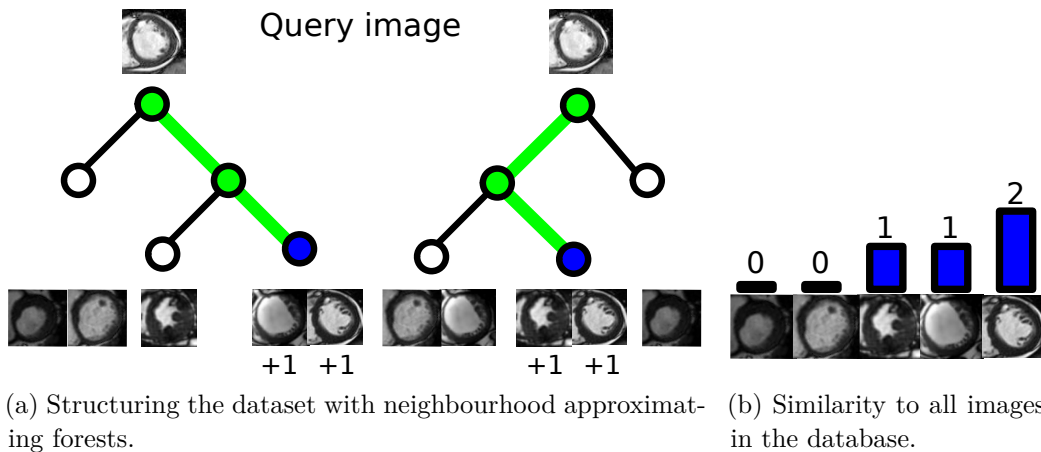 Query image
0 0 1 1 2
+1 +1 +1 +1
(a) Structuring the dataset with neighbourhood approximat-
ing forests.
(b) Similarity to all images
in the database.